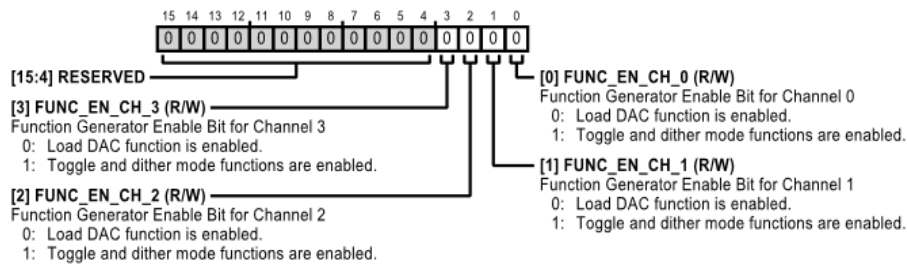 15 14 13 12 11 10 9 8 7 6 5 4 3 2 1 0
0 0 0 0 0 0 0 0 0 0 0 0 0 0 0 0
[15:4] RESERVED
[3] FUNC_EN_CH_3 (R/W)
Function Generator Enable Bit for Channel 3
0: Load DAC function is enabled.
1: Toggle and dither mode functions are enabled.
[2] FUNC_EN_CH_2 (R/W)
Function Generator Enable Bit for Channel 2
0: Load DAC function is enabled.
1: Toggle and dither mode functions are enabled.
[0] FUNC_EN_CH_0 (R/W)
Function Generator Enable Bit for Channel 0
0: Load DAC function is enabled.
1: Toggle and dither mode functions are enabled.
[1] FUNC_EN_CH_1 (R/W)
Function Generator Enable Bit for Channel 1
0: Load DAC function is enabled.
1: Toggle and dither mode functions are enabled.